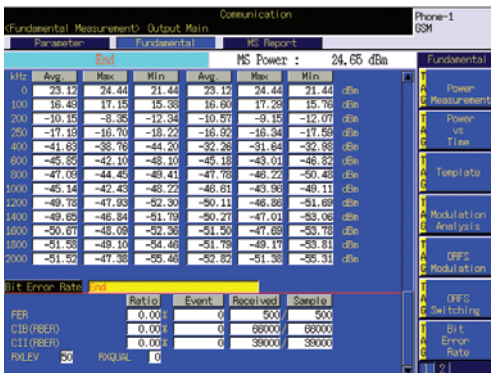 Communication
Phone-1
<Fundamental Measurement> Output Main
GSM
Parameter Fundamental MS Report
End MS Power : 24.65 dBm
Fundamental
kHz Avg. Max Min Avg. Max Min
0 23.12 24.44 21.44 23.12 24.44 21.44 dBm
100 16.49 17.15 15.38 16.60 17.29 15.76 dBm
200 -10.15 -8.35 -12.34 -10.57 -9.15 -12.07 dBm
250 -17.19 -16.70 -18.22 -16.92 -16.34 -17.59 dBm
400 -41.63 -38.76 -44.20 -32.26 -31.64 -32.98 dBm
600 -45.85 -42.10 -48.10 -45.18 -43.01 -46.82 dBm
800 -47.09 -44.45 -49.41 -47.78 -46.22 -50.48 dBm
1000 -45.14 -42.43 -48.22 -46.61 -43.96 -49.11 dBm
1200 -49.78 -47.93 -52.30 -50.11 -46.86 -51.69 dBm
1400 -49.65 -46.84 -51.79 -50.27 -47.01 -53.06 dBm
1600 -50.67 -48.09 -52.36 -51.50 -47.69 -53.78 dBm
1800 -51.58 -49.10 -54.46 -51.79 -49.17 -53.81 dBm
2000 -51.52 -47.38 -55.46 -52.82 -51.38 -55.31 dBm
Bit Error Rate End
Ratio Event Received Sample
FER 0.00% 0 500/ 500
CIB(RBER) 0.00% 0 66000/ 66000
CII(RBER) 0.00% 0 39000/ 39000
RXLEV 50 RXQUAL 0
TAG Power Measurement
TAG Power vs Time
TAG Template
TAG Modulation Analysis
TAG ORFS Modulation
TAG ORFS Switching
TAG Bit Error Rate
1 2